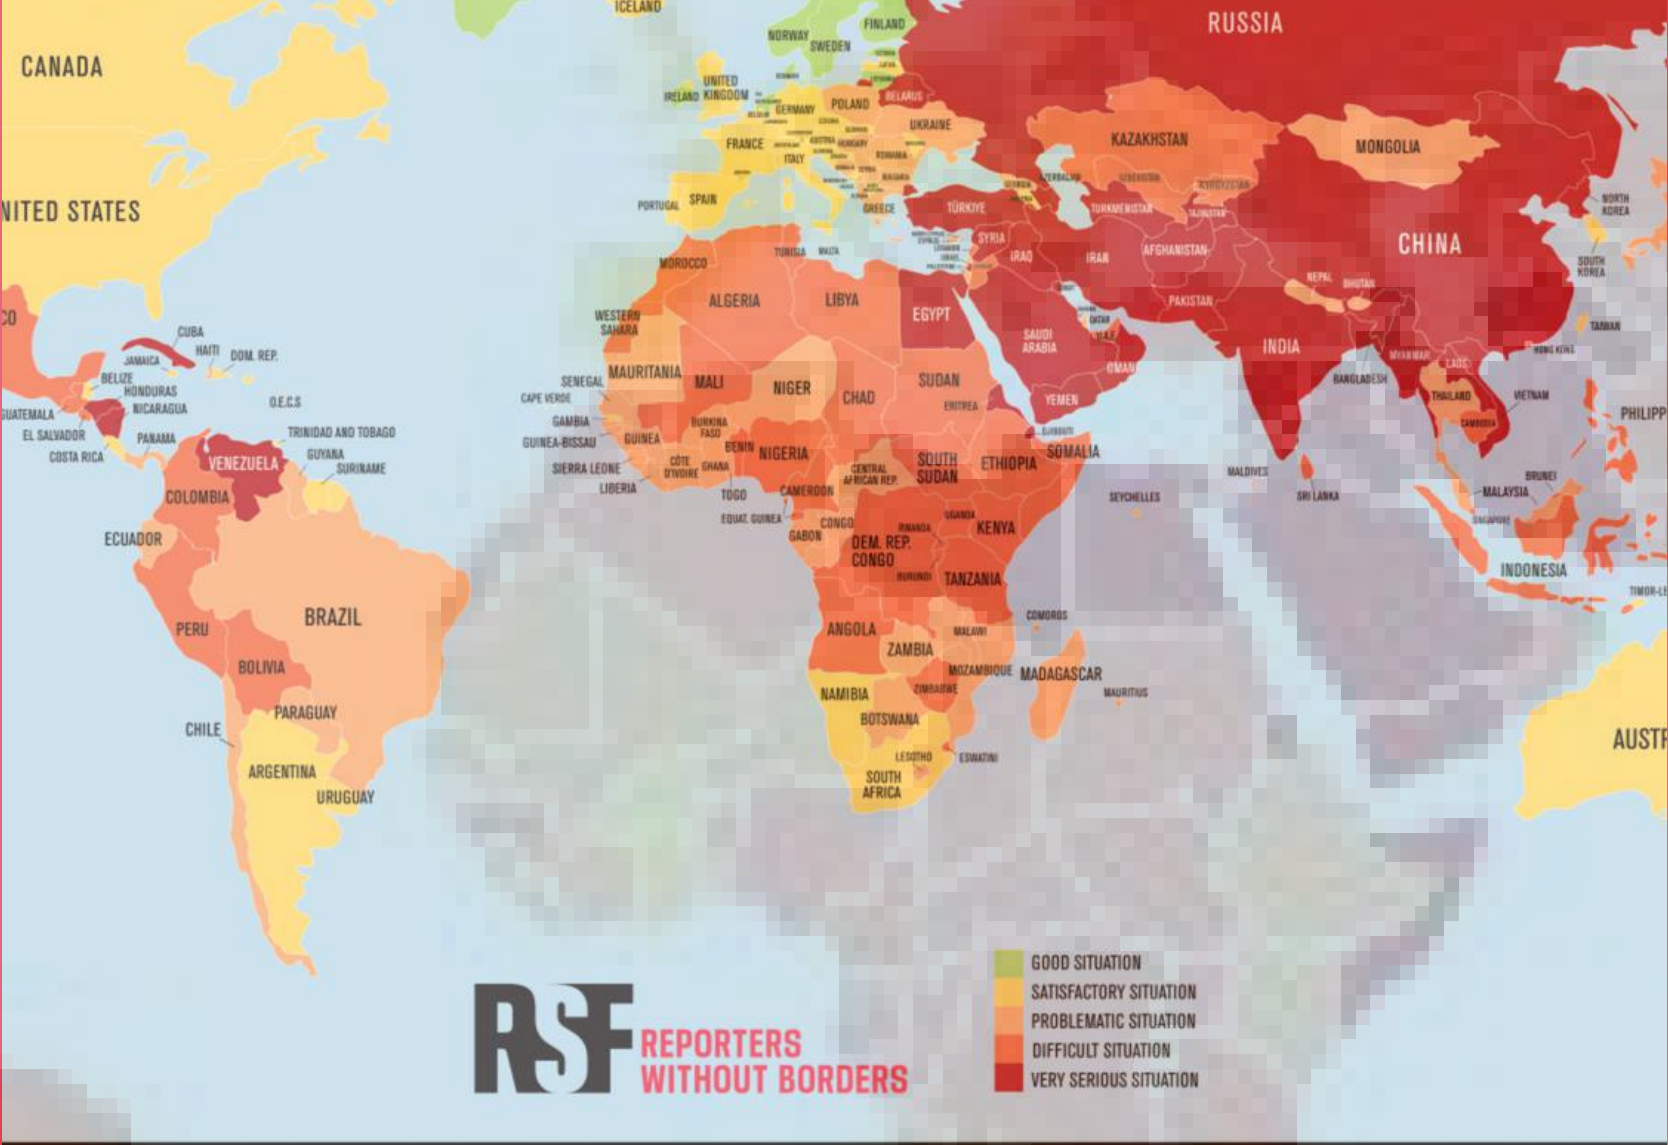 ICELAND
RUSSIA
FINLAND
NORWAY
SWEDEN
CANADA
UNITED
KINGDOM
IRELAND
GERMANY
POLAND
BELARUS
UKRAINE
KAZAKHSTAN
MONGOLIA
FRANCE
AUSTRIA
HUNGARY
ITALY
ROMANIA
NITED STATES
PORTUGAL
SPAIN
GREECE
TÜRKIYE
GEORGIA
AZERBAIJAN
UZBEKISTAN
KYRGYZSTAN
TURKMENISTAN
TAJIKISTAN
NORTH
KOREA
CHINA
SYRIA
IRAQ
IRAN
AFGHANISTAN
SOUTH
KOREA
MOROCCO
TUNISIA
MALTA
NEPAL
BHUTAN
PAKISTAN
ALGERIA
LIBYA
EGYPT
QATAR
CO
WESTERN
SAHARA
TAIWAN
CUBA
SAUDI
ARABIA
INDIA
HONG KONG
HAITI
DOM. REP.
JAMAICA
MYANMAR
LAOS
OMAN
BANGLADESH
BELIZE
HONDURAS
NICARAGUA
MAURITANIA
MALI
NIGER
CHAD
SUDAN
SENEGAL
CAPE VERDE
ERITREA
YEMEN
THAILAND
VIETNAM
O.E.C.S
GUATEMALA
GAMBIA
GUINEA-BISSAU
GUINEA
BURKINA
FASO
BENIN
NIGERIA
DJIBOUTI
CAMBODIA
PHILIPP
EL SALVADOR
PANAMA
TRINIDAD AND TOBAGO
COSTA RICA
GUYANA
SURINAME
VENEZUELA
SIERRA LEONE
LIBERIA
CÔTE
D'IVOIRE
GHANA
TOGO
CAMEROON
CENTRAL
AFRICAN REP.
SOUTH
SUDAN
ETHIOPIA
SOMALIA
MALDIVES
SRI LANKA
BRUNEI
MALAYSIA
SINGAPORE
COLOMBIA
EQUAT. GUINEA
CONGO
GABON
UGANDA
RWANDA
KENYA
SEYCHELLES
ECUADOR
DEM. REP.
CONGO
BURUNDI
TANZANIA
INDONESIA
TIMOR-LE
BRAZIL
PERU
ANGOLA
COMOROS
MALAWI
ZAMBIA
BOLIVIA
MOZAMBIQUE
MADAGASCAR
ZIMBABWE
NAMIBIA
MAURITIUS
PARAGUAY
BOTSWANA
CHILE
AUSTR
LESOTHO
ESWATINI
ARGENTINA
SOUTH
AFRICA
URUGUAY
GOOD SITUATION
SATISFACTORY SITUATION
PROBLEMATIC SITUATION
DIFFICULT SITUATION
VERY SERIOUS SITUATION
RSF
REPORTERS
WITHOUT BORDERS